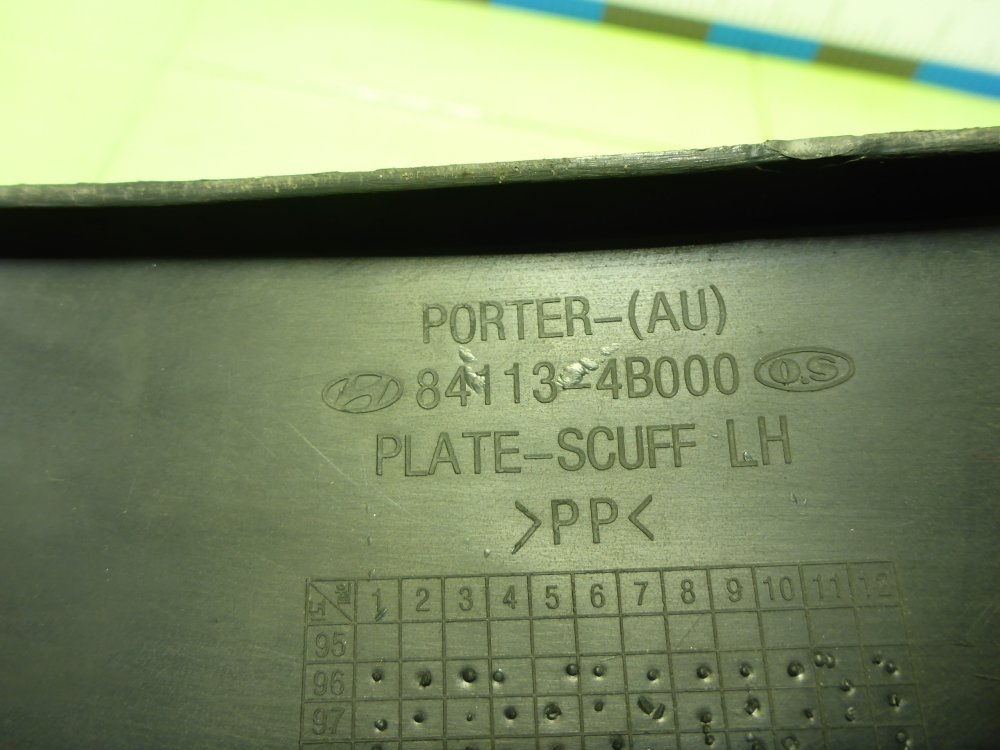 PORTER-(AU)
84113-4B000 Q.S
PLATE-SCUFF LH
>PP<
1 2 3 4 5 6 7 8 9 10 11 12
95
96
97